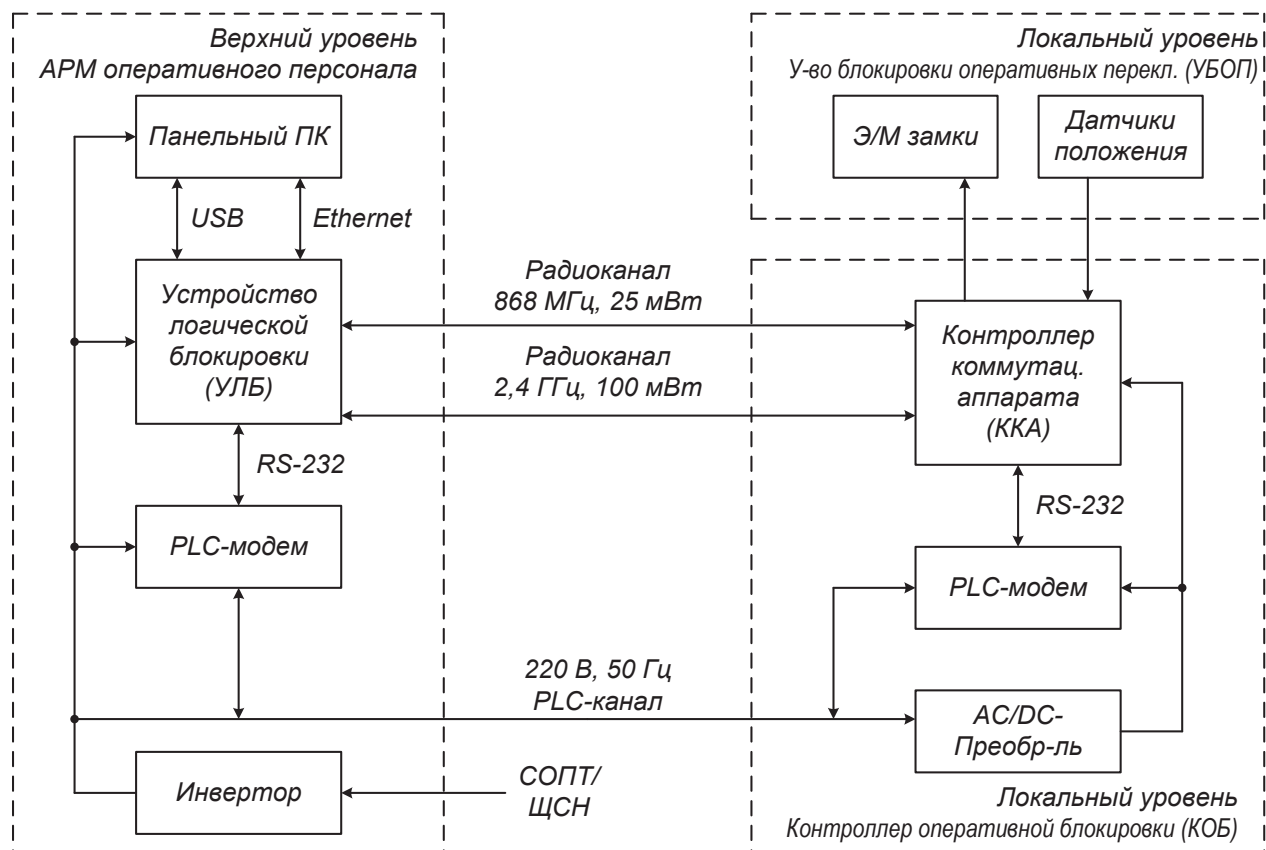 Верхний уровень
АРМ оперативного персонала
Панельный ПК
USB
Ethernet
Устройство
логической
блокировки
(УЛБ)
RS-232
PLC-модем
Инвертор
Радиоканал
868 МГц, 25 мВт
Радиоканал
2,4 ГГц, 100 мВт
220 В, 50 Гц
PLC-канал
СОПТ/
ЩСН
Локальный уровень
У-во блокировки оперативных перекл. (УБОП)
Э/М замки
Датчики
положения
Контроллер
коммутац.
аппарата
(ККА)
RS-232
PLC-модем
AC/DC-
Преобр-ль
Локальный уровень
Контроллер оперативной блокировки (КОБ)